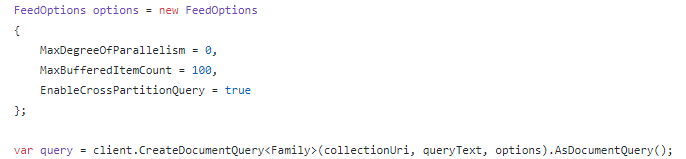 FeedOptions options = new FeedOptions
{
    MaxDegreeOfParallelism = 0,
    MaxBufferedItemCount = 100,
    EnableCrossPartitionQuery = true
};
var query = client.CreateDocumentQuery<Family>(collectionUri, queryText, options).AsDocumentQuery();